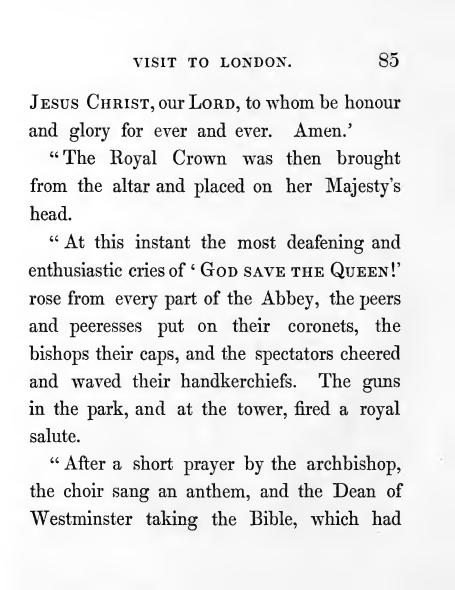 VISIT TO LONDON. 85
JESUS CHRIST, our LORD, to whom be honour
and glory for ever and ever. Amen.'
"The Royal Crown was then brought
from the altar and placed on her Majesty's
head.
"At this instant the most deafening and
enthusiastic cries of 'GOD SAVE THE QUEEN!'
rose from every part of the Abbey, the peers
and peeresses put on their coronets, the
bishops their caps, and the spectators cheered
and waved their handkerchiefs. The guns
in the park, and at the tower, fired a royal
salute.
"After a short prayer by the archbishop,
the choir sang an anthem, and the Dean of
Westminster taking the Bible, which had